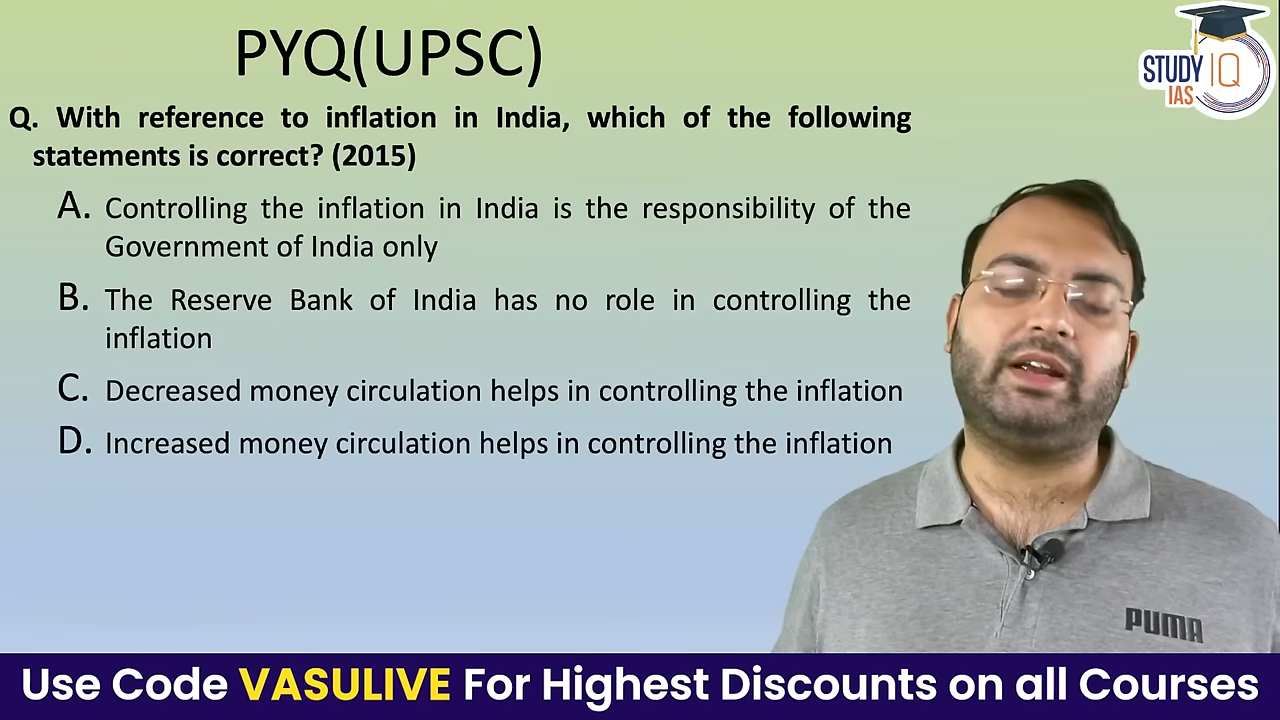 PYQ(UPSC)
STUDY IQ
IAS
Q. With reference to inflation in India, which of the following
statements is correct? (2015)
A. Controlling the inflation in India is the responsibility of the
Government of India only
B. The Reserve Bank of India has no role in controlling the
inflation
C. Decreased money circulation helps in controlling the inflation
D. Increased money circulation helps in controlling the inflation
PUMA
Use Code VASULIVE For Highest Discounts on all Courses